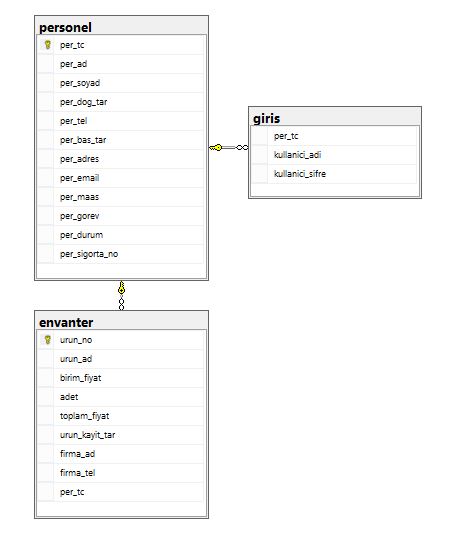 personel
per_tc
per_ad
per_soyad
per_dog_tar
per_tel
per_bas_tar
per_adres
per_email
per_maas
per_gorev
per_durum
per_sigorta_no
giris
per_tc
kullanici_adi
kullanici_sifre
envanter
urun_no
urun_ad
birim_fiyat
adet
toplam_fiyat
urun_kayit_tar
firma_ad
firma_tel
per_tc